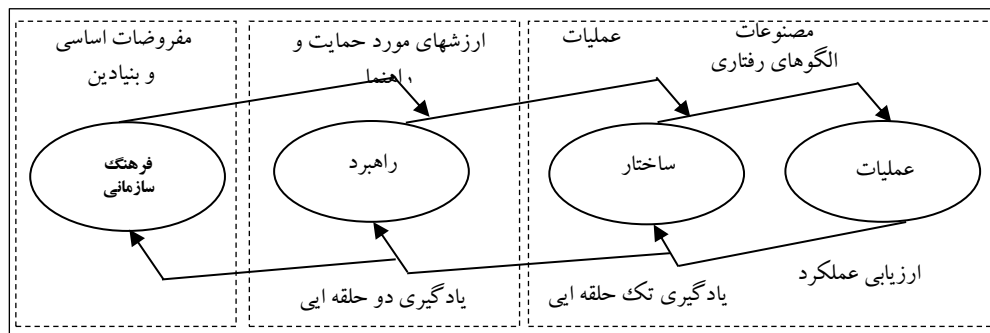 مفروضات اساسی
و بنیادین
ارزشهای مورد حمایت و
راهنما
عملیات
مصنوعات
الگوهای رفتاری
فرهنگ
سازمانی
راهبرد
ساختار
عملیات
یادگیری دو حلقه ایی
یادگیری تک حلقه ایی
ارزیابی عملکرد